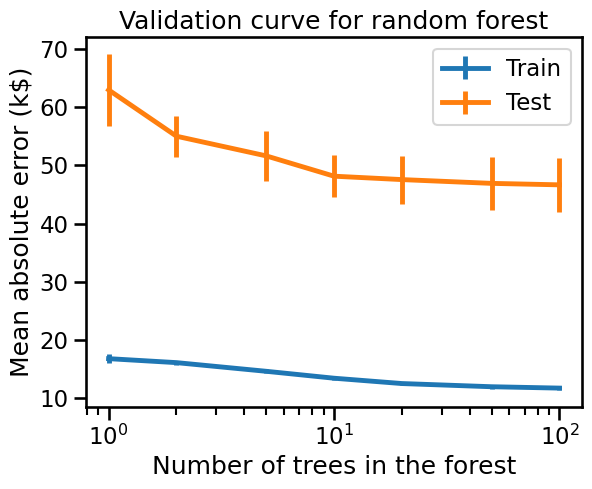 Validation curve for random forest
Mean absolute error (k$)
70
60
50
40
30
20
10
Train
Test
10^0
10^1
10^2
Number of trees in the forest